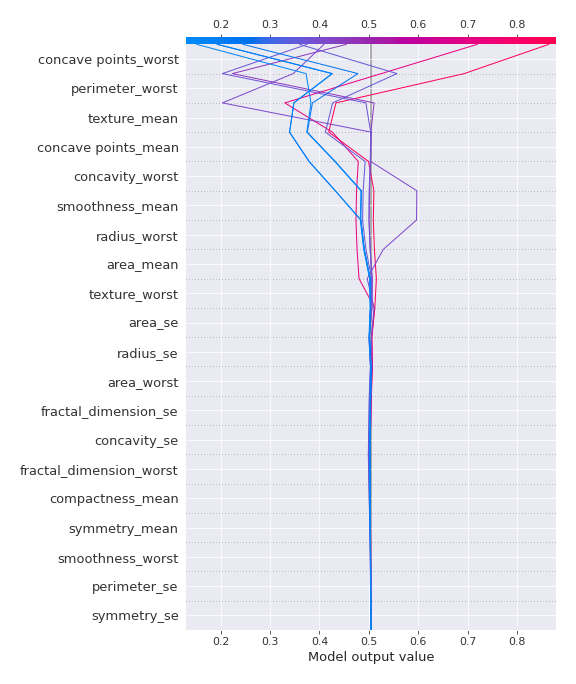 0.2 0.3 0.4 0.5 0.6 0.7 0.8
concave points_worst
perimeter_worst
texture_mean
concave points_mean
concavity_worst
smoothness_mean
radius_worst
area_mean
texture_worst
area_se
radius_se
area_worst
fractal_dimension_se
concavity_se
fractal_dimension_worst
compactness_mean
symmetry_mean
smoothness_worst
perimeter_se
symmetry_se
0.2 0.3 0.4 0.5 0.6 0.7 0.8
Model output value